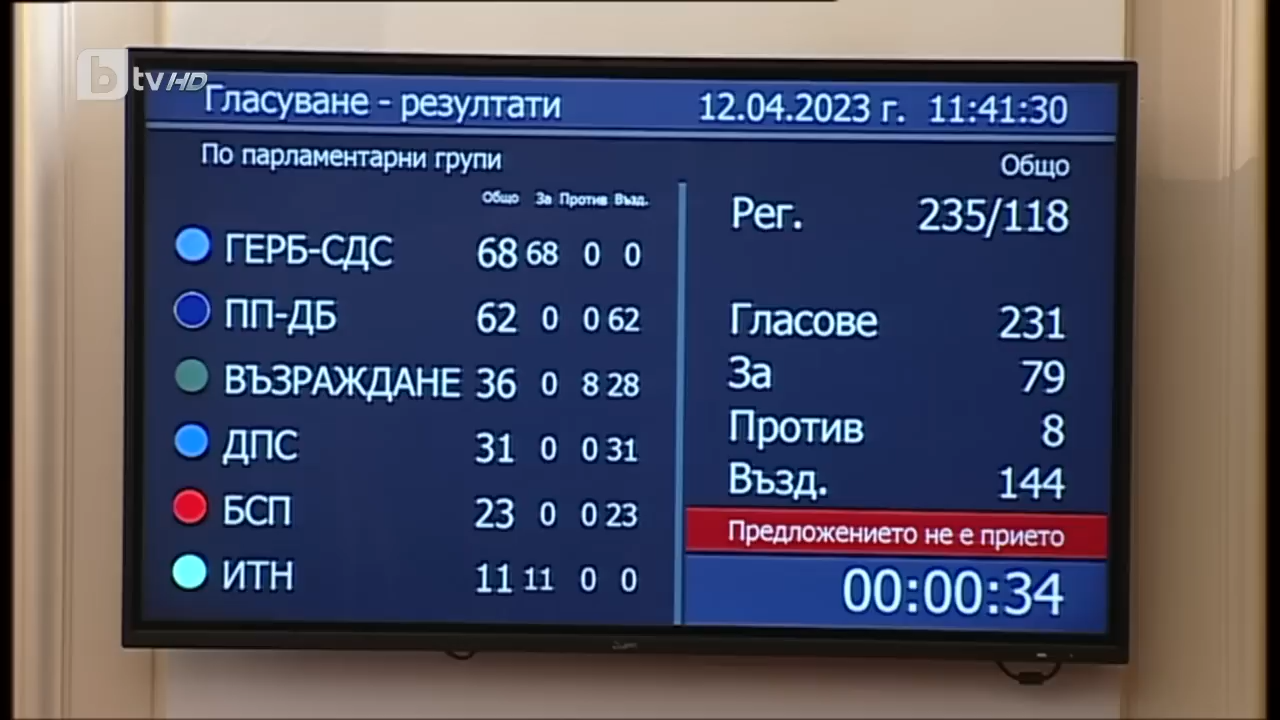 btv HD
Гласуване - резултати 12.04.2023 г. 11:41:30
По парламентарни групи
Общо За Против Възд.
ГЕРБ-СДС 68 68 0 0
ПП-ДБ 62 0 0 62
ВЪЗРАЖДАНЕ 36 0 8 28
ДПС 31 0 0 31
БСП 23 0 0 23
ИТН 11 11 0 0
Общо
Рег. 235/118
Гласове 231
За 79
Против 8
Възд. 144
Предложението не е прието
00:00:34